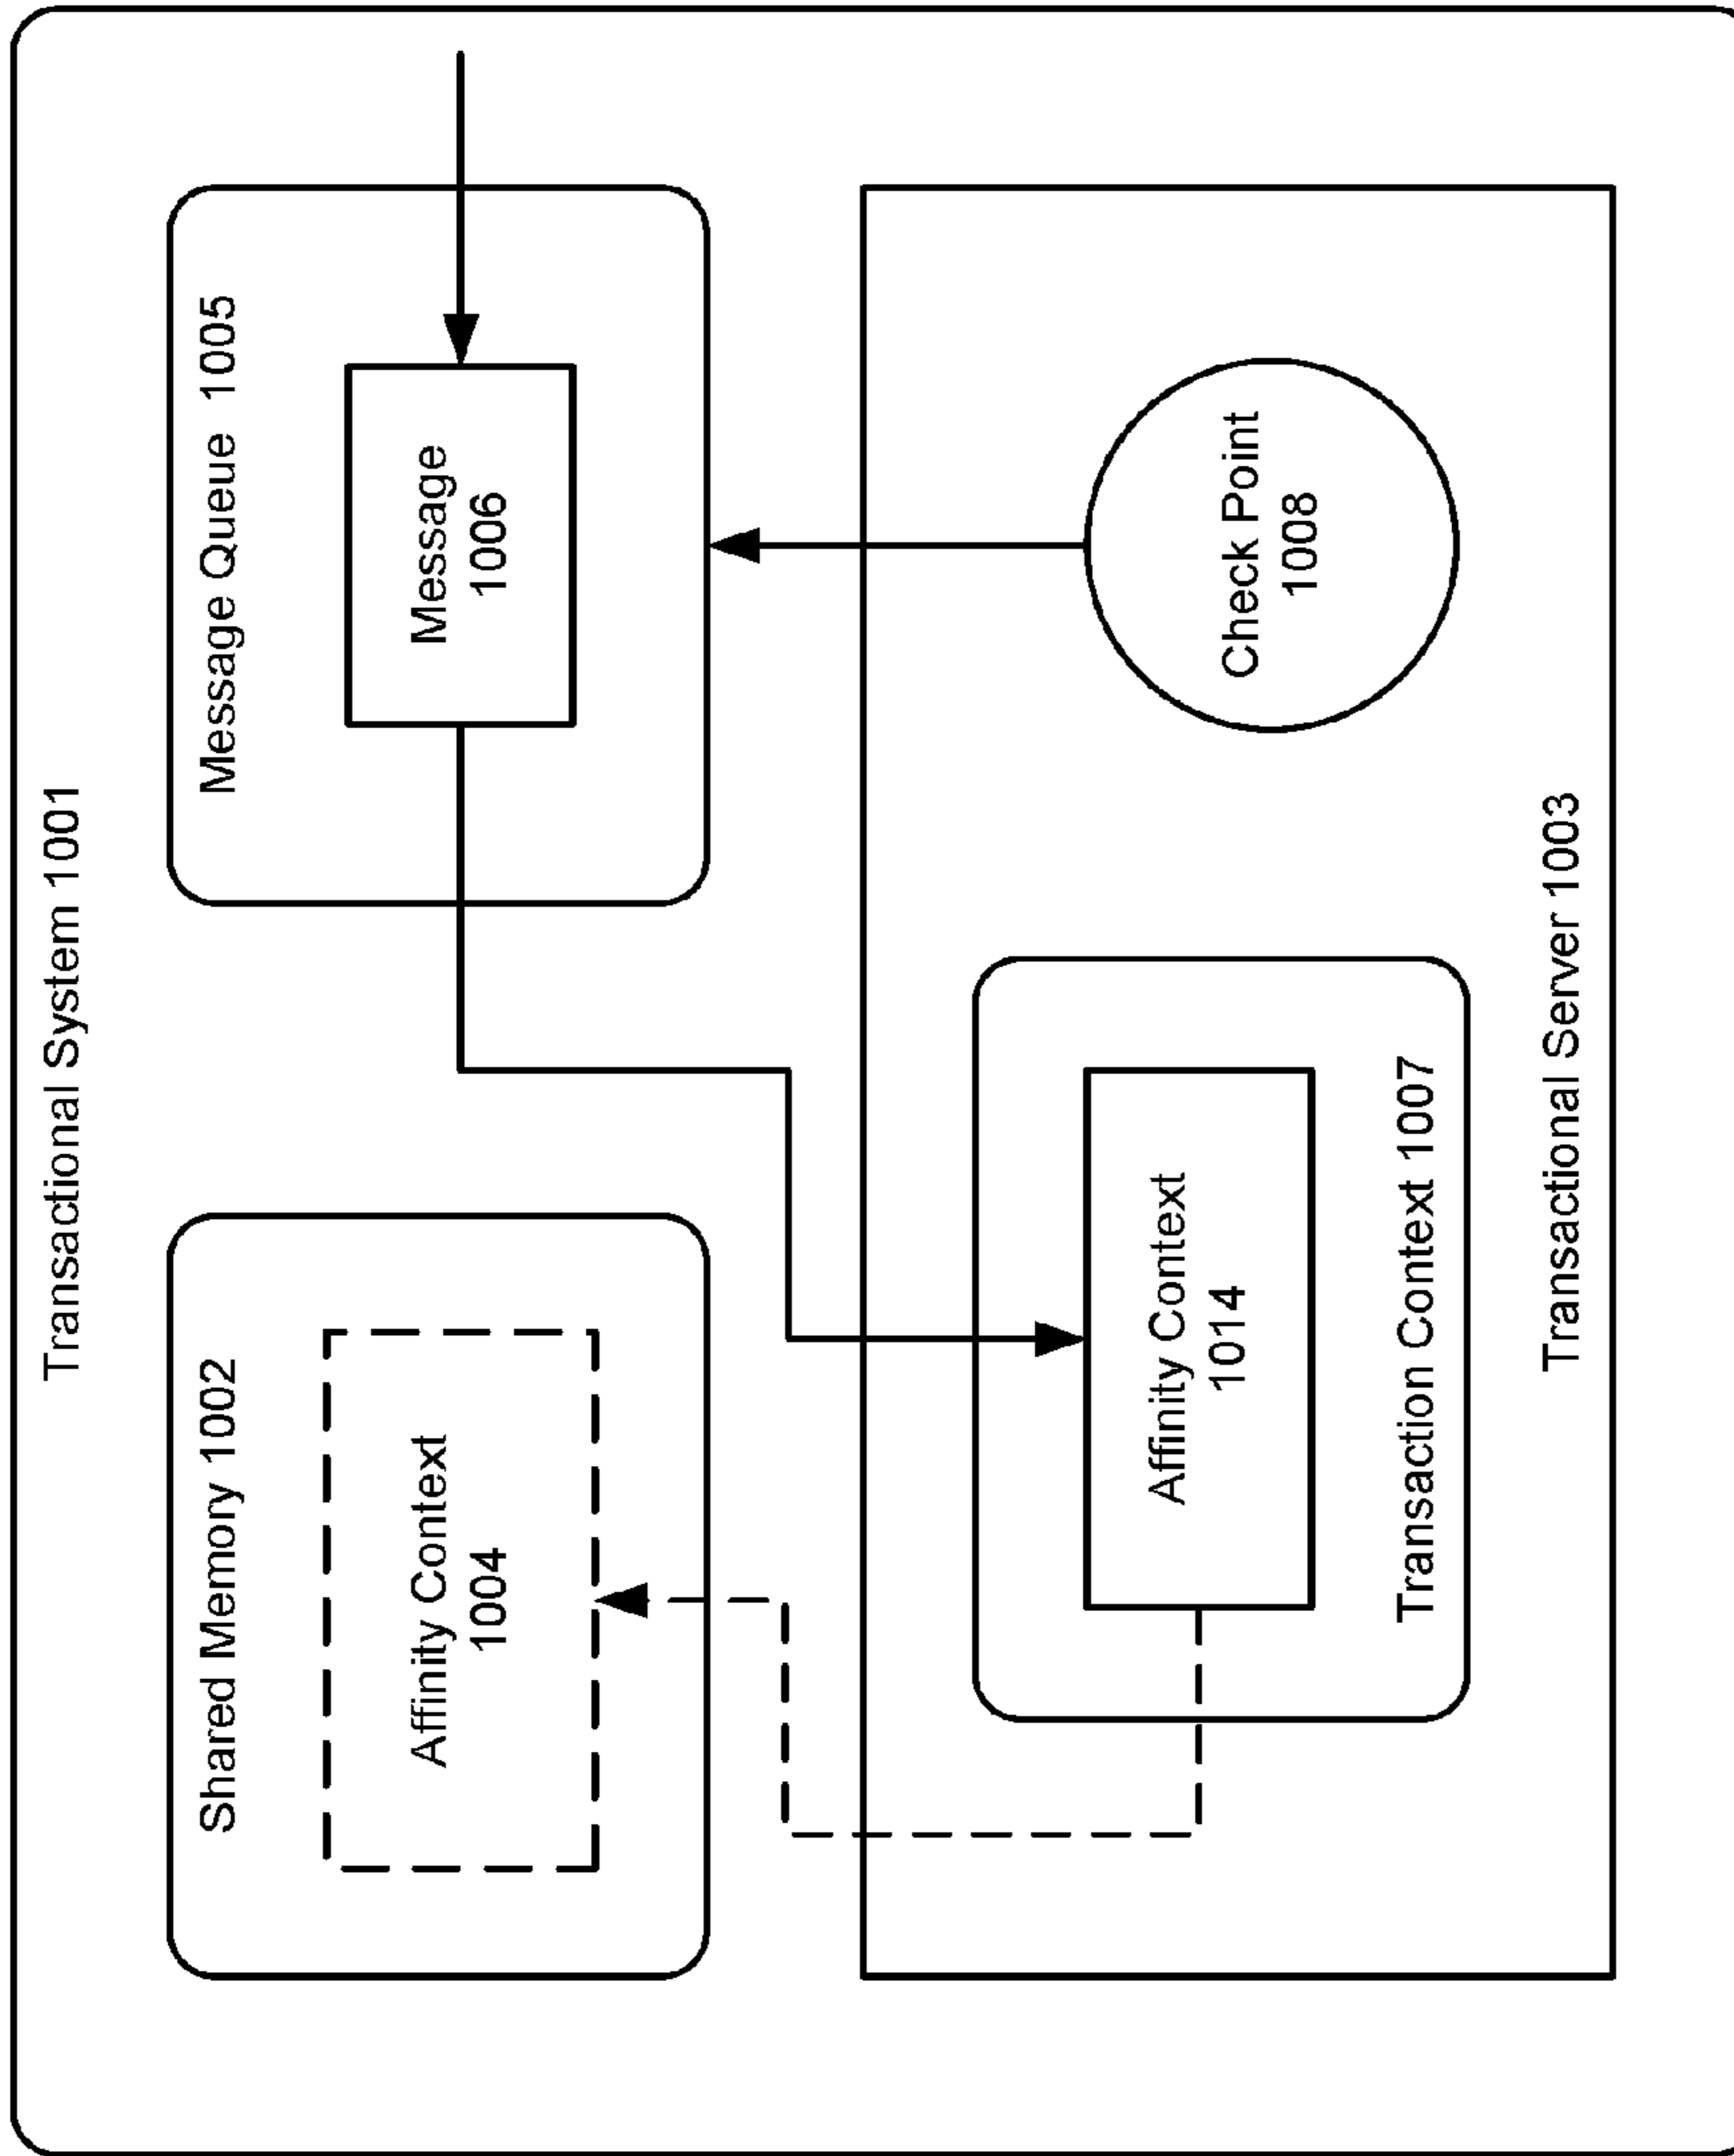 Transactional System 1001
Shared Memory 1002
Affinity Context
1004
Message Queue 1005
Message
1006
Affinity Context
1014
Transaction Context 1007
Check Point
1008
Transactional Server 1003